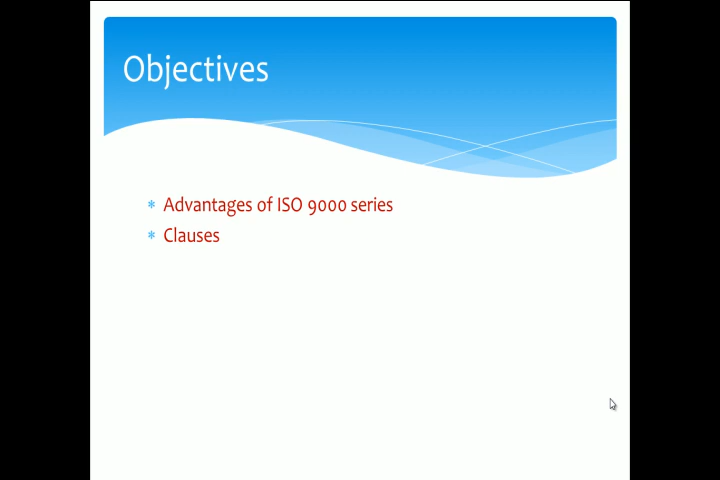 Objectives
* Advantages of ISO 9000 series
* Clauses